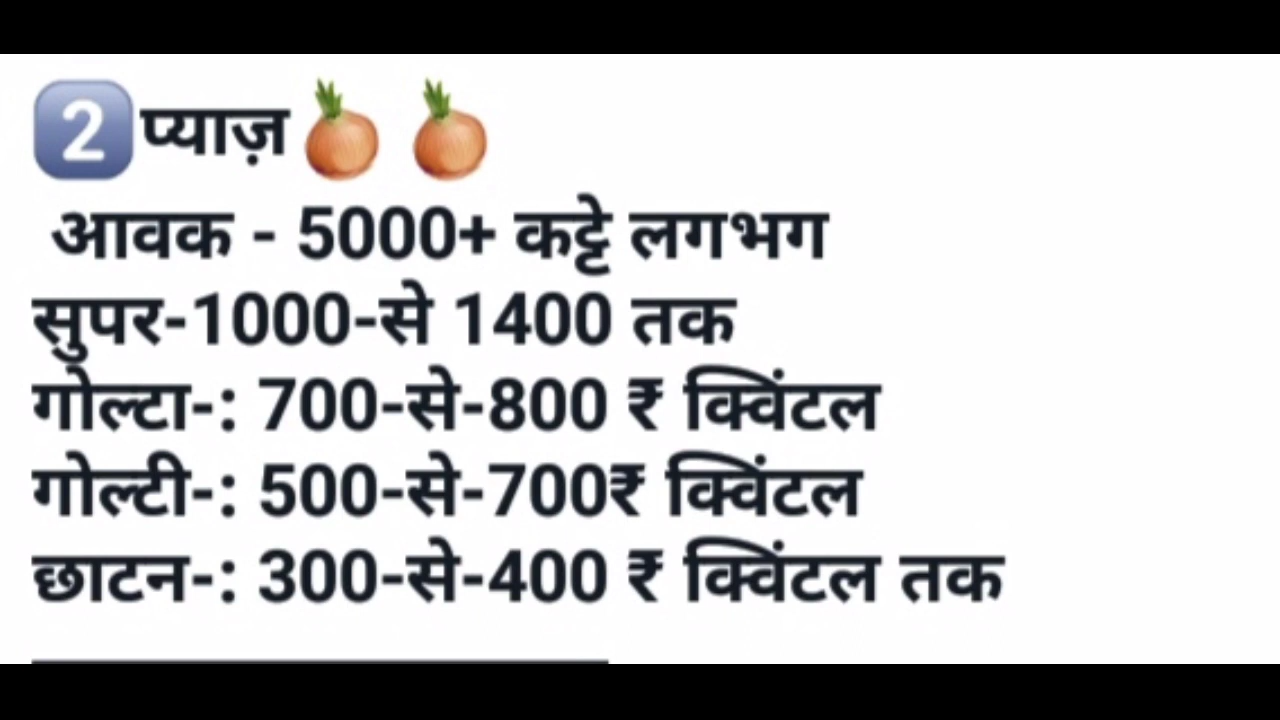 2️⃣प्याज़🧅 🧅
आवक - 5000+ कट्टे लगभग
सुपर-1000-से 1400 तक
गोल्टा-: 700-से-800 ₹ क्विंटल
गोल्टी-: 500-से-700₹ क्विंटल
छाटन-: 300-से-400 ₹ क्विंटल तक